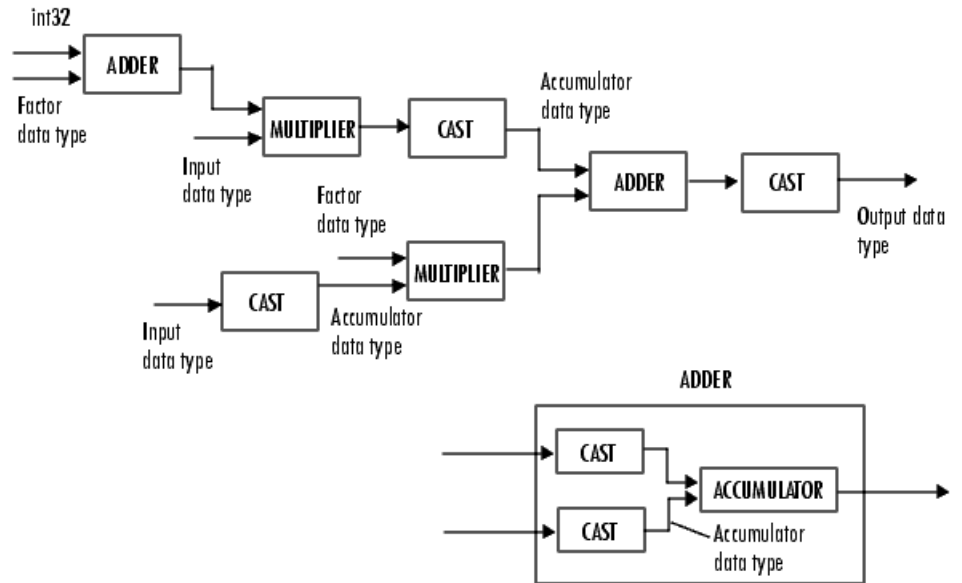 int32
ADDER
Factor
data type
MULTIPLIER
Input
data type
CAST
Accumulator
data type
ADDER
CAST
Output data
type
Factor
data type
MULTIPLIER
CAST
Input
data type
Accumulator
data type
ADDER
CAST
CAST
ACCUMULATOR
Accumulator
data type